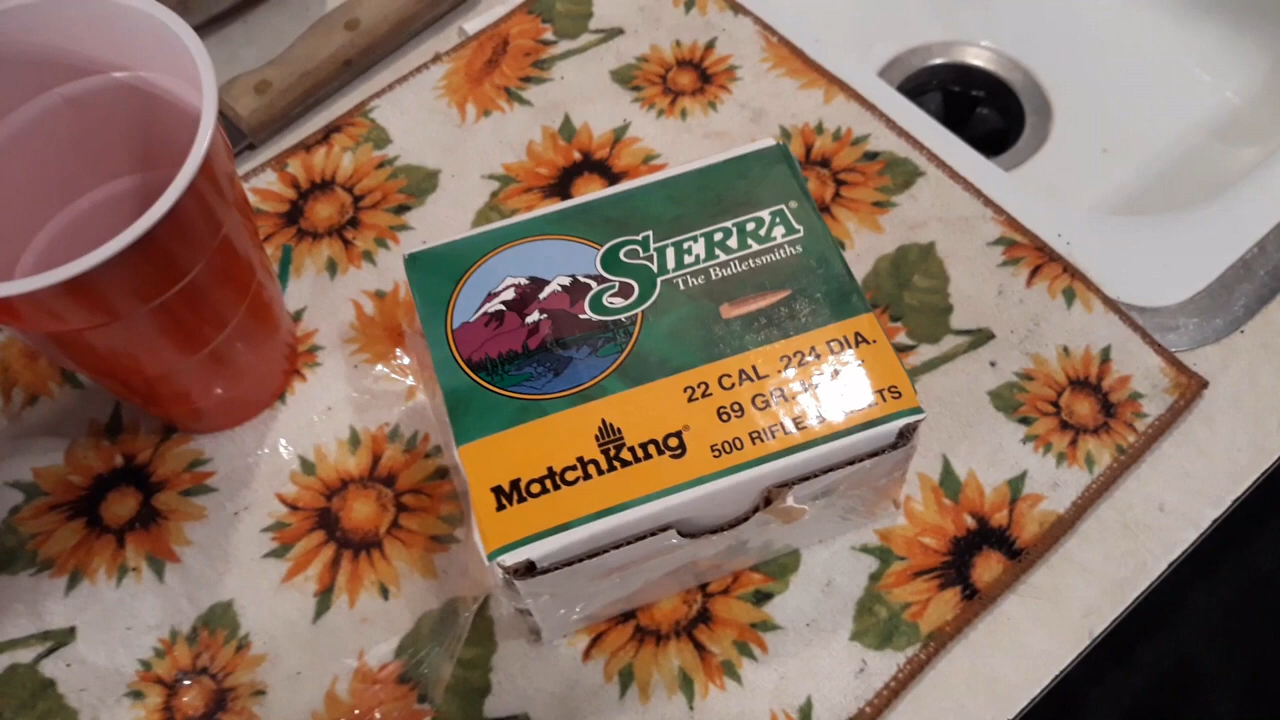 SIERRA®
The Bulletsmiths
22 CAL .224 DIA.
69 GR.
500 RIFLE
MatchKing®